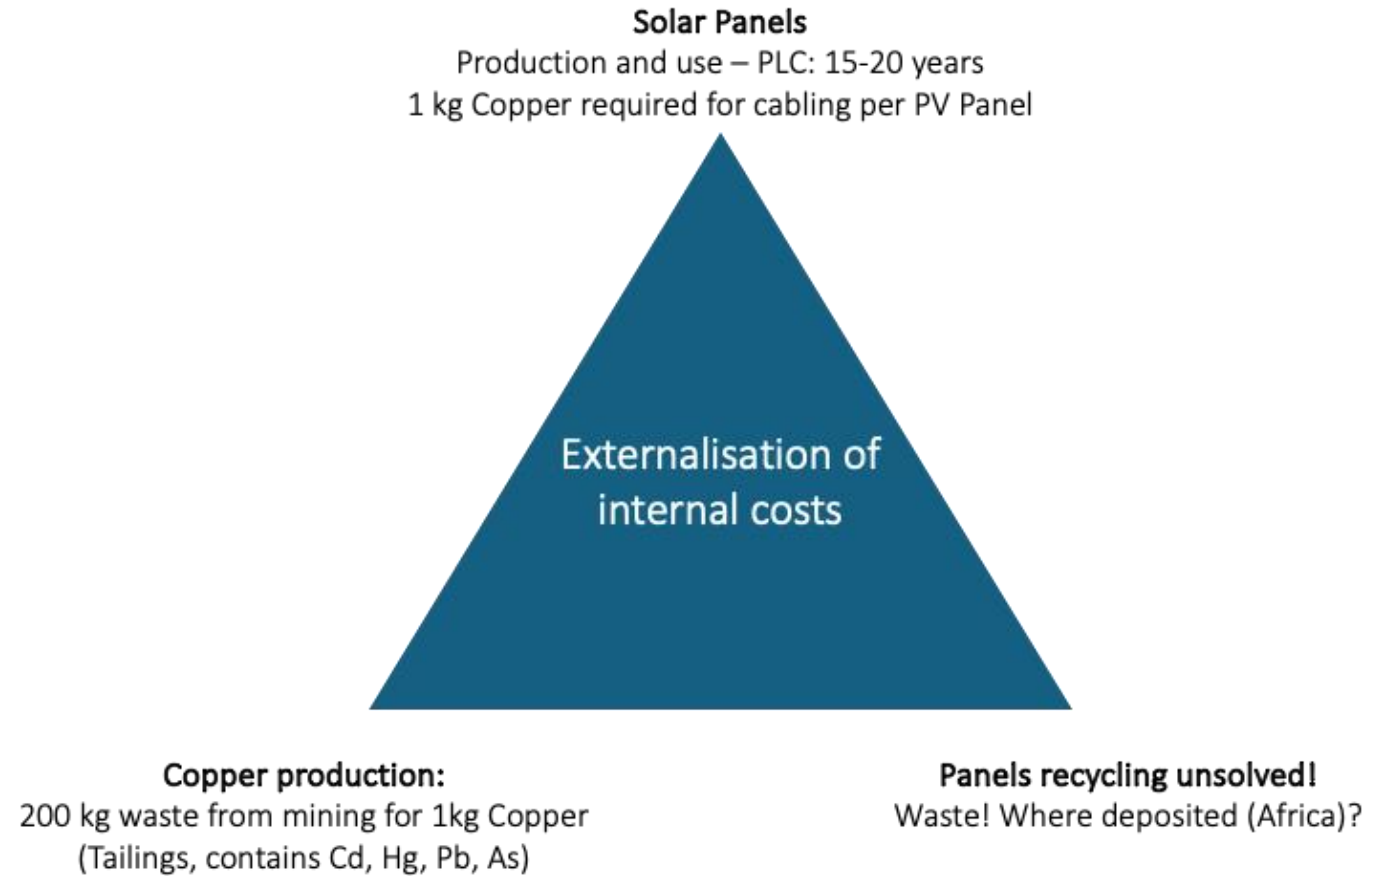 Solar Panels
Production and use – PLC: 15-20 years
1 kg Copper required for cabling per PV Panel
Externalisation of
internal costs
Copper production:
200 kg waste from mining for 1kg Copper
(Tailings, contains Cd, Hg, Pb, As)
Panels recycling unsolved!
Waste! Where deposited (Africa)?